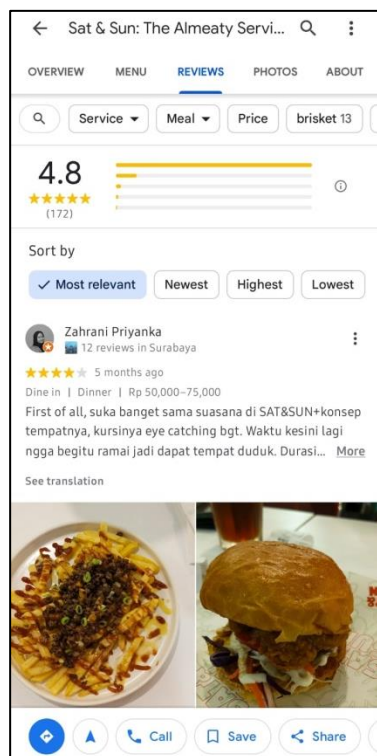 Sat & Sun: The Almeaty Servi...
OVERVIEW MENU REVIEWS PHOTOS ABOUT
Service Meal Price brisket 13
4.8
(172)
Sort by
Most relevant Newest Highest Lowest
Zahrani Priyanka
12 reviews in Surabaya
5 months ago
Dine in | Dinner | Rp 50,000–75,000
First of all, suka banget sama suasana di SAT&SUN+konsep
tempatnya, kursinya eye catching bgt. Waktu kesini lagi
ngga begitu ramai jadi dapat tempat duduk. Durasi... More
See translation
Call Save Share